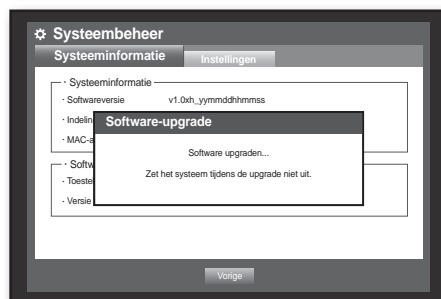 Systeembeheer
Systeeminformatie
Instellingen
· Systeeminformatie
· Softwareversie v1.0xh_yymmddhhmmss
· Indelin
Software-upgrade
· MAC-a
Software upgraden...
Zet het systeem tijdens de upgrade niet uit.
· Softw
· Toeste
· Versie
Vorige